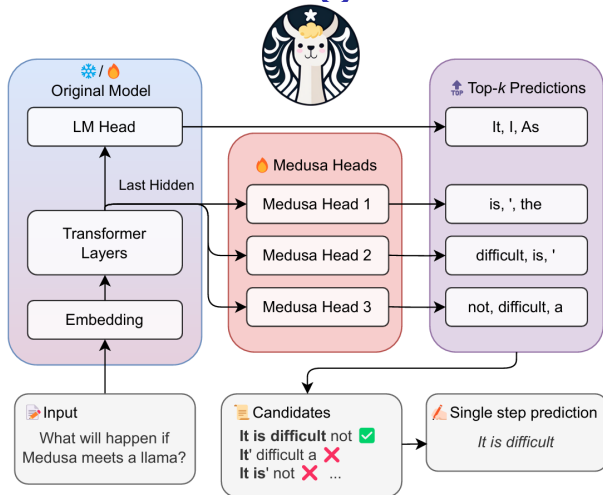 Original Model
LM Head
Last Hidden
Transformer
Layers
Embedding
Medusa Heads
Medusa Head 1
Medusa Head 2
Medusa Head 3
TOP
Top-k Predictions
It, I, As
is, ', the
difficult, is, '
not, difficult, a
Input
What will happen if
Medusa meets a llama?
Candidates
It is difficult not
It' difficult a
It is' not ...
Single step prediction
It is difficult